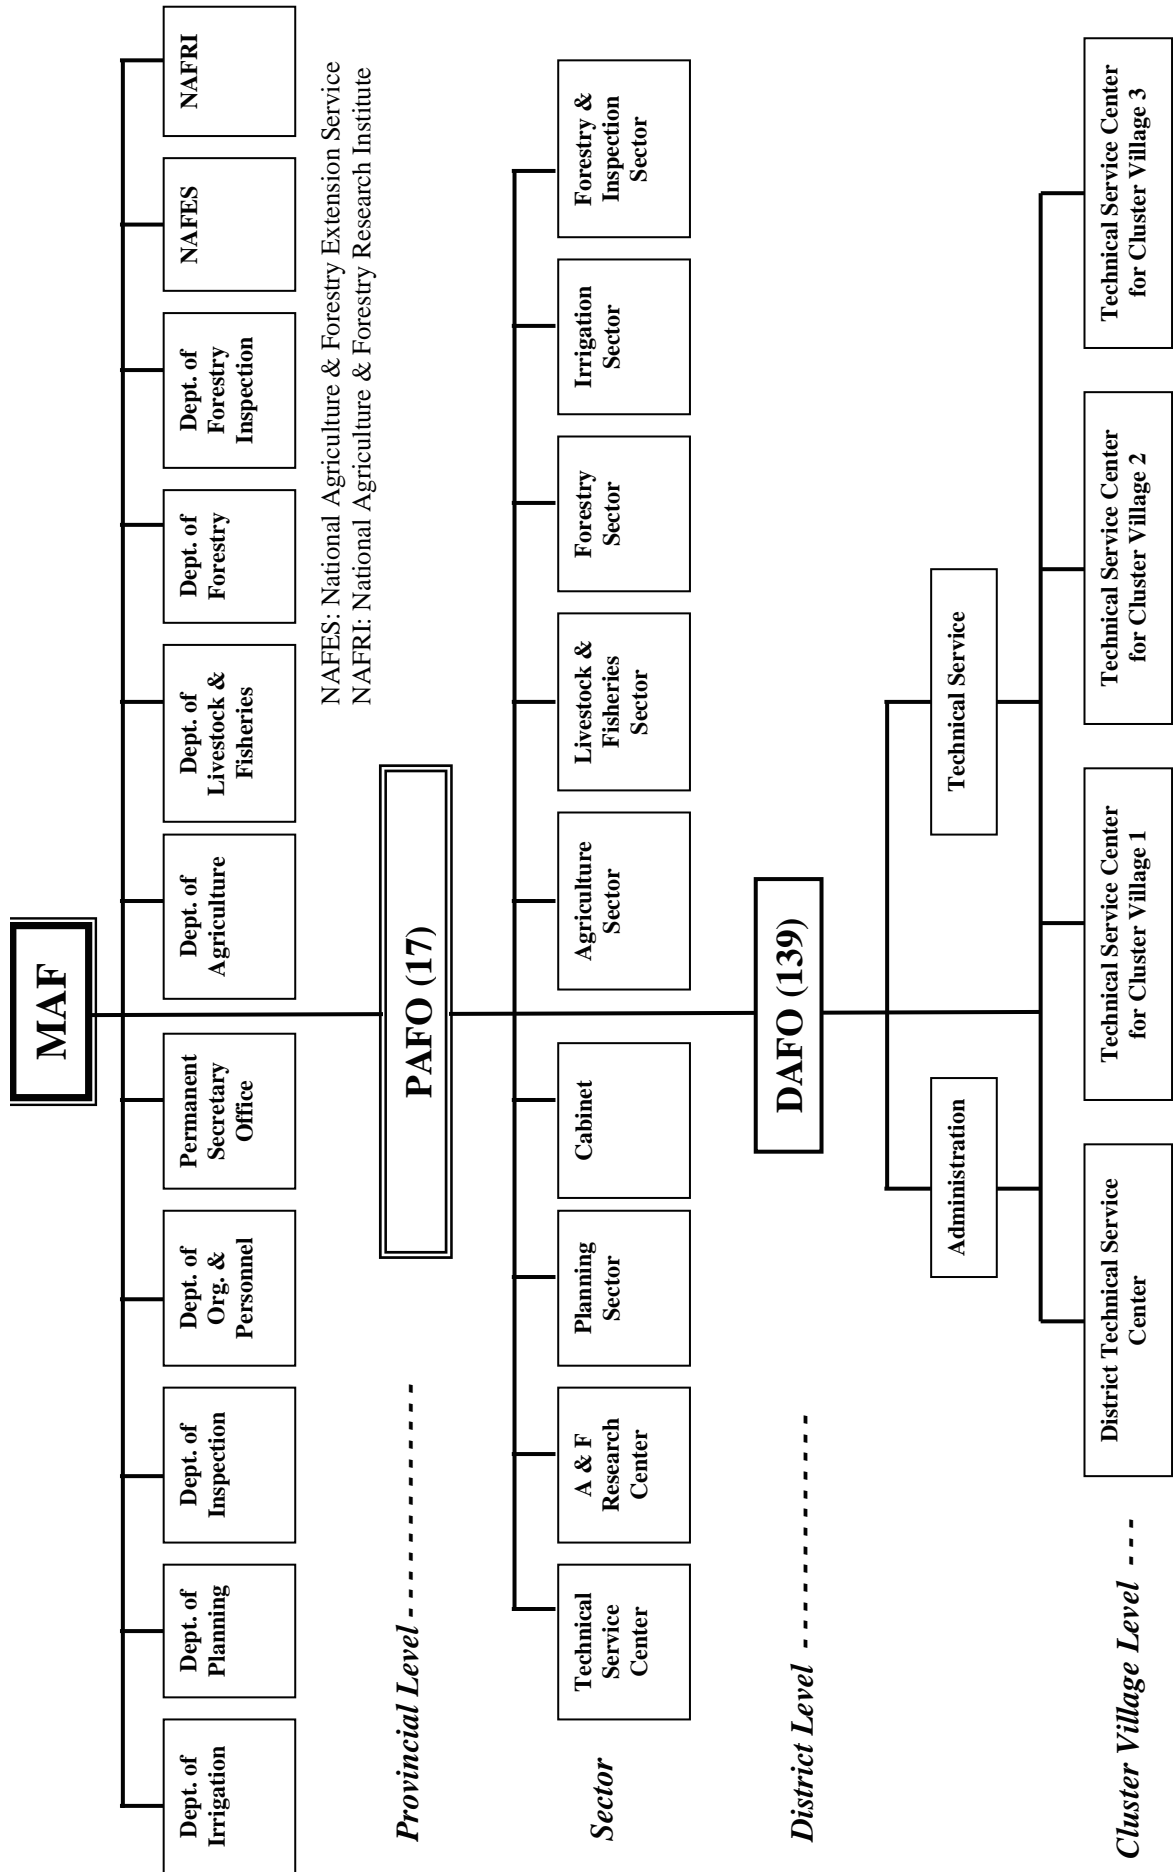 MAF
Dept. of
Irrigation
Dept. of
Planning
Dept. of
Inspection
Dept. of
Org. &
Personnel
Permanent
Secretary
Office
Dept. of
Agriculture
Dept. of
Livestock &
Fisheries
Dept. of
Forestry
Dept. of
Forestry
Inspection
NAFES
NAFRI
NAFES: National Agriculture & Forestry Extension Service
NAFRI: National Agriculture & Forestry Research Institute
Provincial Level - - - - - - - - - - - - - -
PAFO (17)
Sector
Technical
Service
Center
A & F
Research
Center
Planning
Sector
Cabinet
Agriculture
Sector
Livestock &
Fisheries
Sector
Forestry
Sector
Irrigation
Sector
Forestry &
Inspection
Sector
District Level - - - - - - - - - - - - - -
DAFO (139)
Administration
Technical Service
Cluster Village Level - - -
District Technical Service
Center
Technical Service Center
for Cluster Village 1
Technical Service Center
for Cluster Village 2
Technical Service Center
for Cluster Village 3